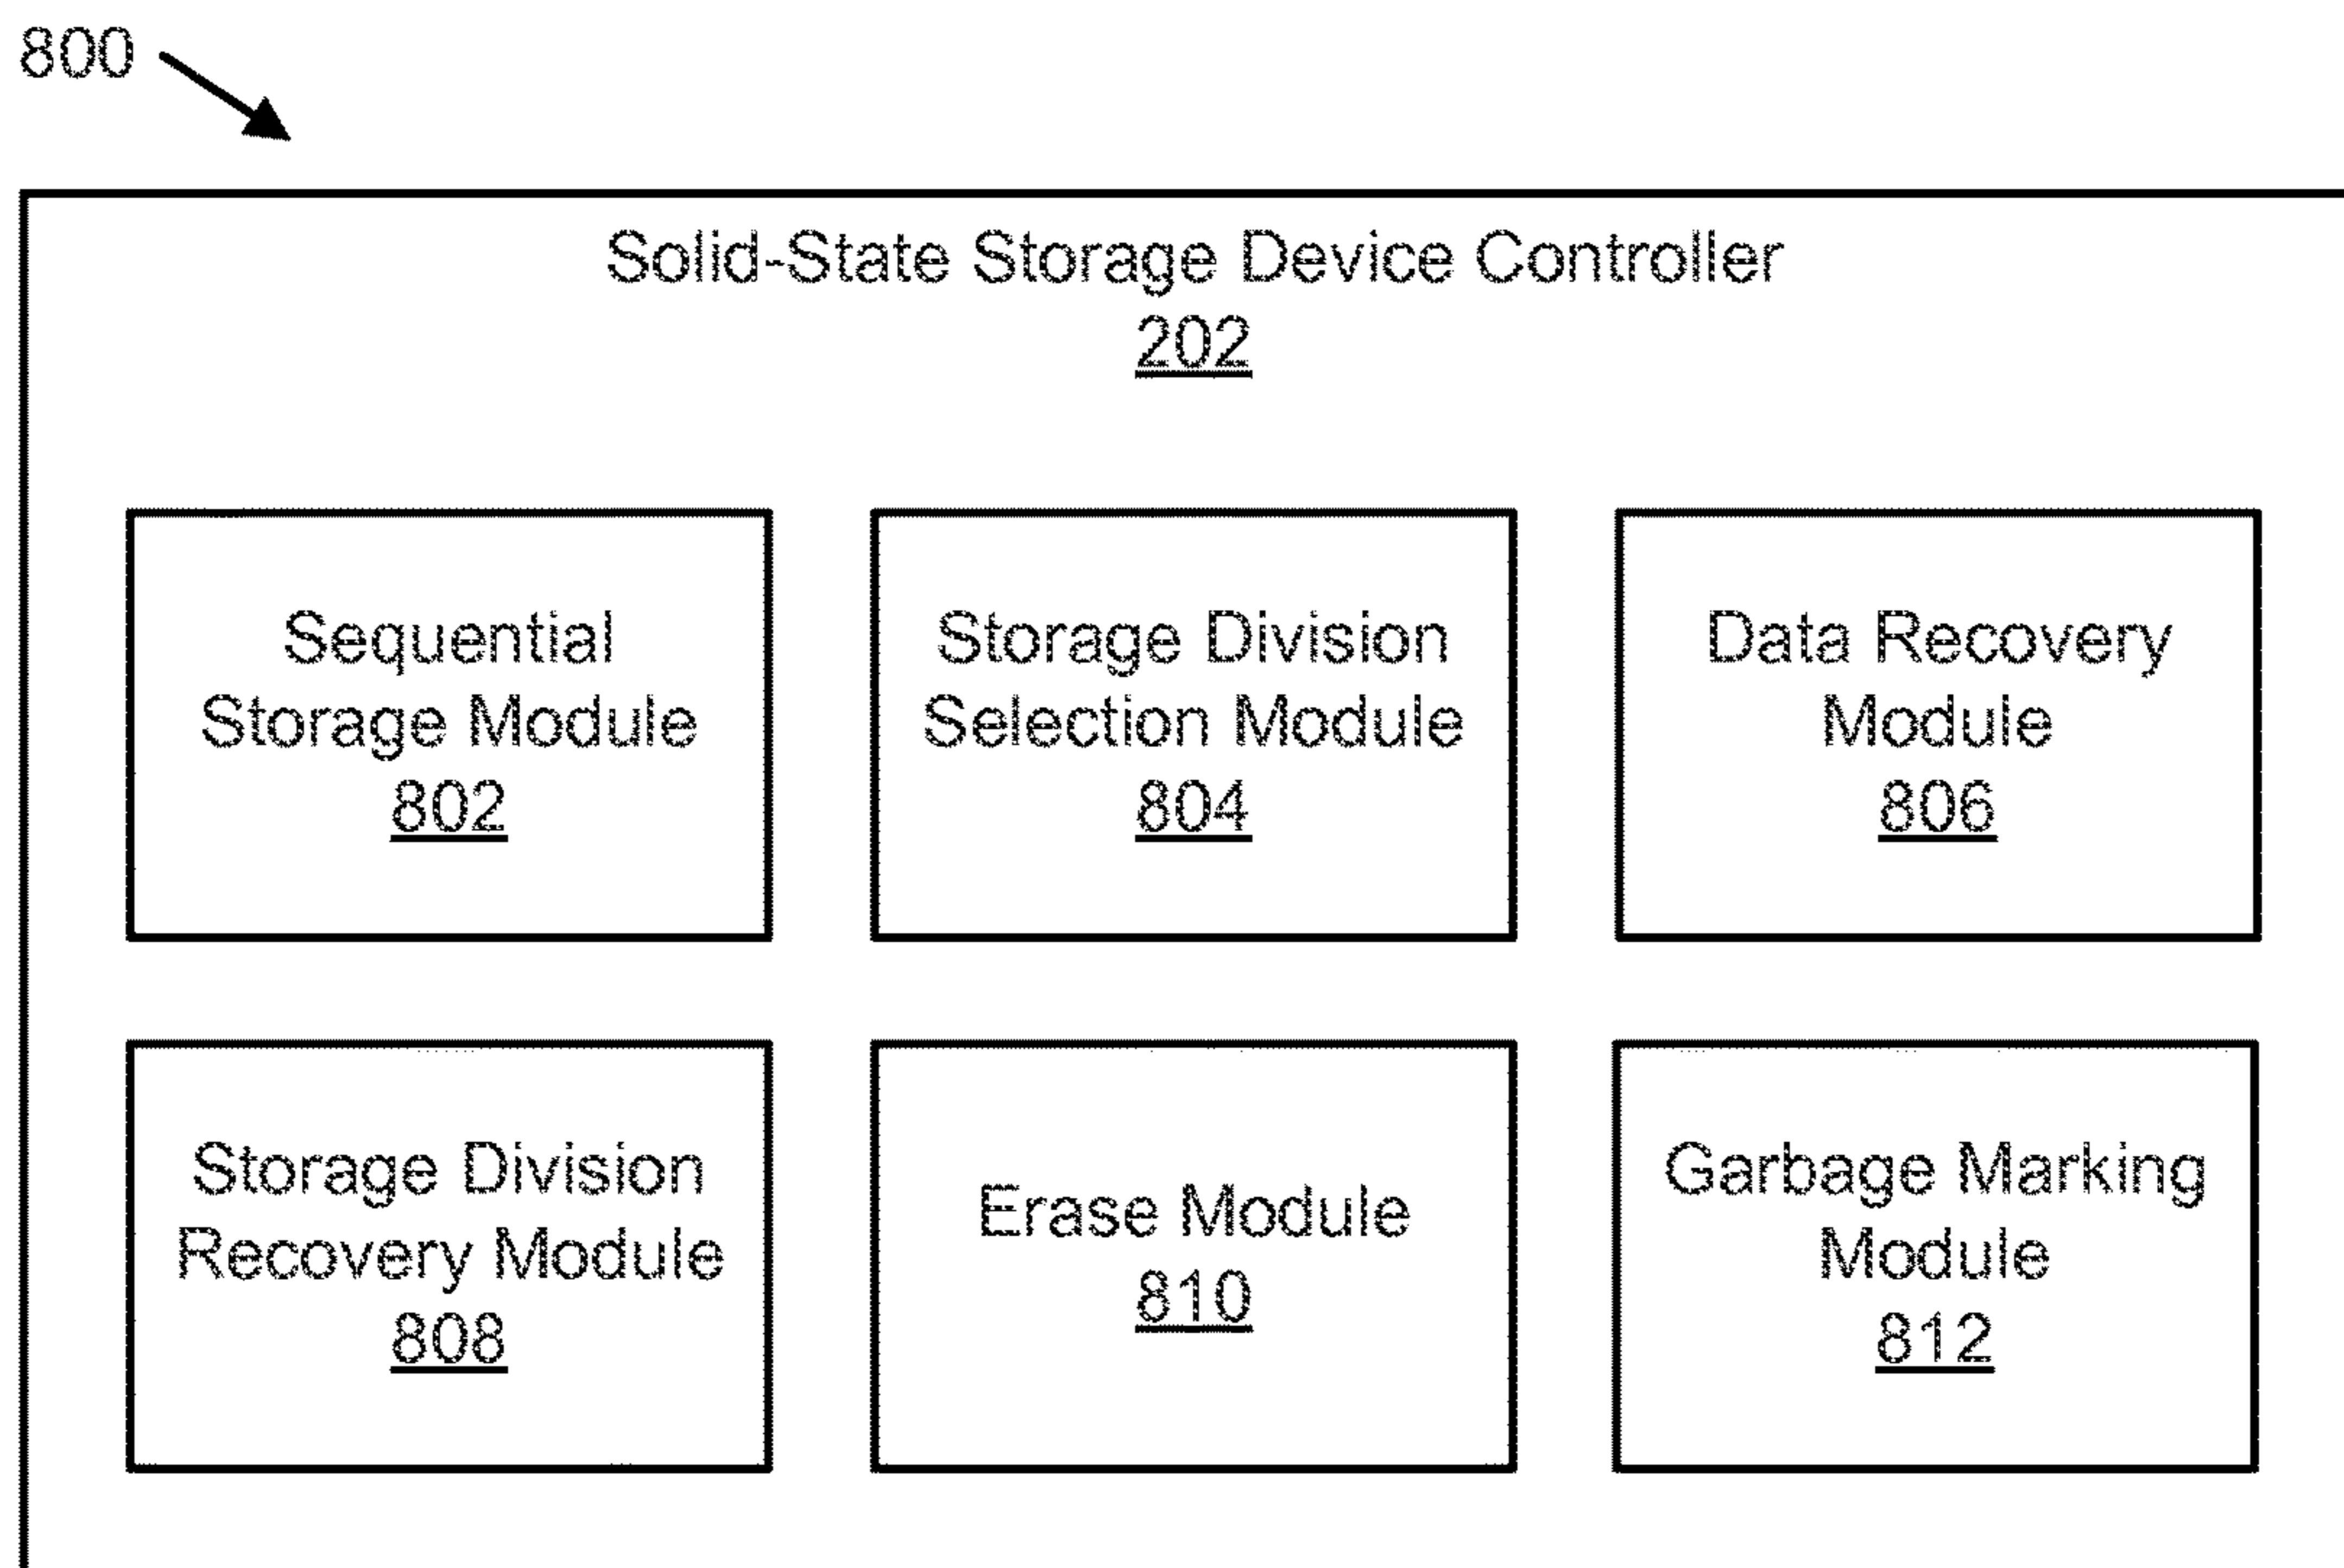 800
Solid-State Storage Device Controller
202
Sequential
Storage Module
802
Storage Division
Selection Module
804
Data Recovery
Module
806
Storage Division
Recovery Module
808
Erase Module
810
Garbage Marking
Module
812